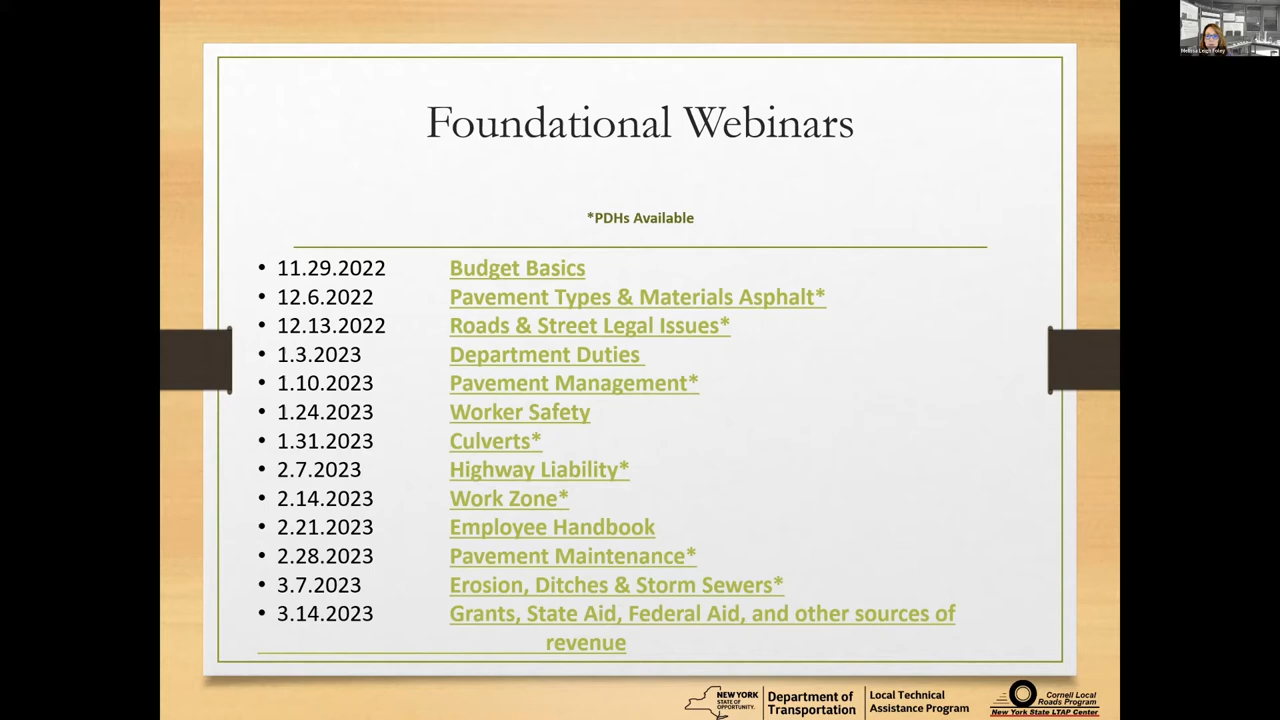 Melissa Leigh Foley
Foundational Webinars
*PDHs Available
• 11.29.2022 Budget Basics
• 12.6.2022 Pavement Types & Materials Asphalt*
• 12.13.2022 Roads & Street Legal Issues*
• 1.3.2023 Department Duties
• 1.10.2023 Pavement Management*
• 1.24.2023 Worker Safety
• 1.31.2023 Culverts*
• 2.7.2023 Highway Liability*
• 2.14.2023 Work Zone*
• 2.21.2023 Employee Handbook
• 2.28.2023 Pavement Maintenance*
• 3.7.2023 Erosion, Ditches & Storm Sewers*
• 3.14.2023 Grants, State Aid, Federal Aid, and other sources of
revenue
NEW YORK
STATE OF
OPPORTUNITY.
Department of
Transportation
Local Technical
Assistance Program
Cornell Local
Roads Program
New York State LTAP Center